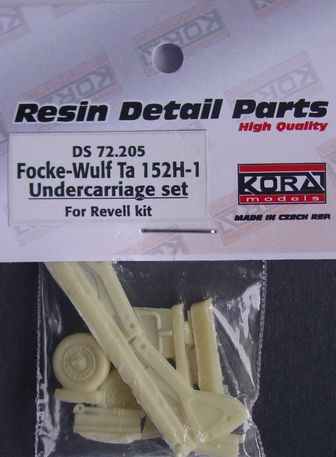 Resin Detail Parts
High Quality
DS 72.205
Focke-Wulf Ta 152H-1
Undercarriage set
For Revell kit
KORA
models
MADE IN CZECH REP.